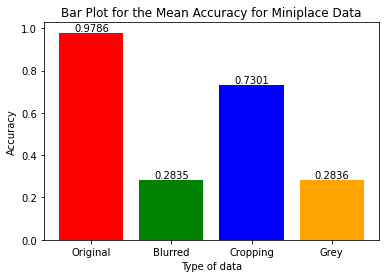 Bar Plot for the Mean Accuracy for Miniplace Data
1.0
0.8
0.6
0.4
0.2
0.0
Accuracy
0.9786
0.2835
0.7301
0.2836
Original Blurred Cropping Grey
Type of data